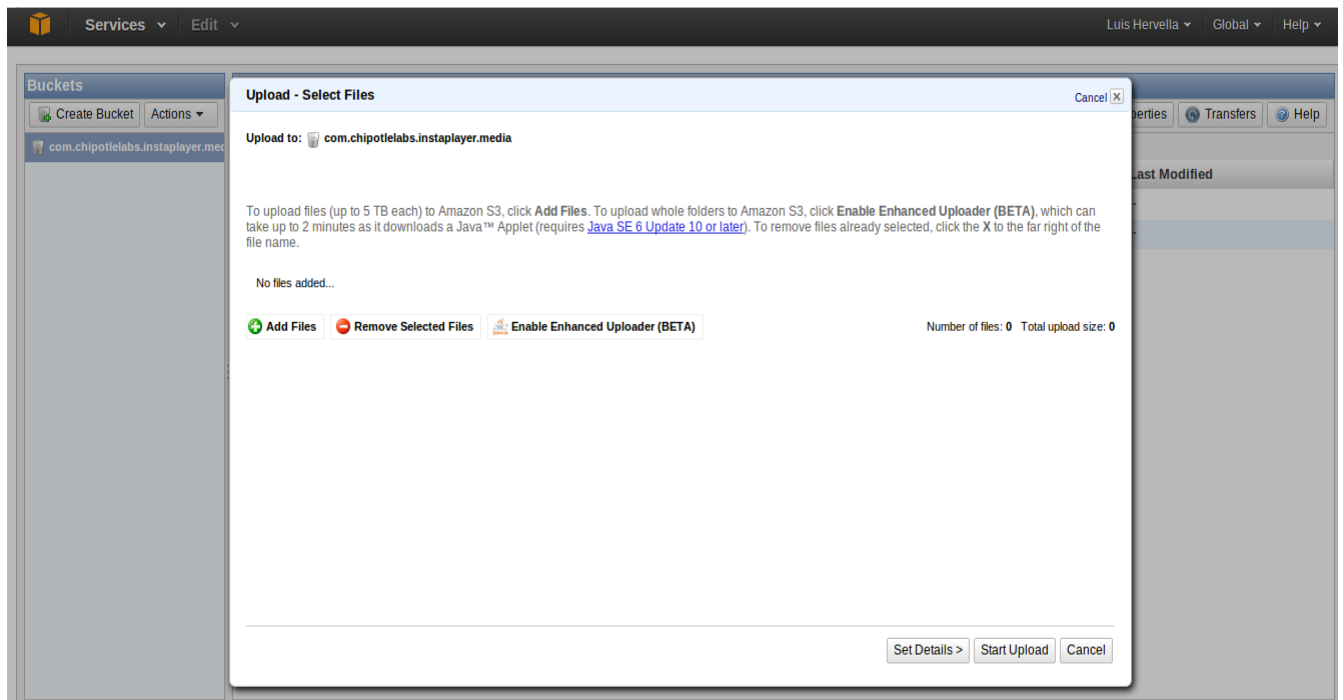 Services Edit Luis Hervella Global Help
Buckets
Create Bucket Actions
com.chipotlelabs.instaplayer.med
Upload - Select Files Cancel
Upload to: com.chipotlelabs.instaplayer.media
To upload files (up to 5 TB each) to Amazon S3, click Add Files. To upload whole folders to Amazon S3, click Enable Enhanced Uploader (BETA), which can
take up to 2 minutes as it downloads a Java™ Applet (requires Java SE 6 Update 10 or later). To remove files already selected, click the X to the far right of the
file name.
No files added...
Add Files Remove Selected Files Enable Enhanced Uploader (BETA) Number of files: 0 Total upload size: 0
Set Details > Start Upload Cancel
perties Transfers Help
Last Modified
--
--